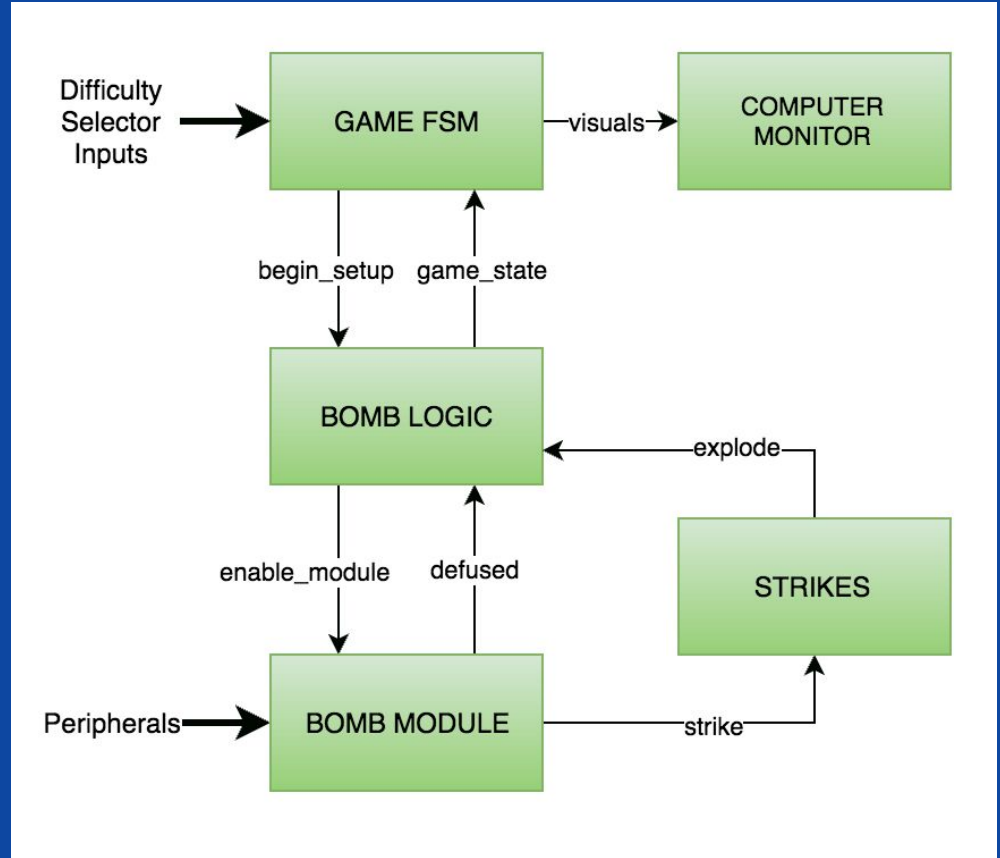 Difficulty
Selector
Inputs
GAME FSM
visuals
COMPUTER
MONITOR
begin_setup
game_state
BOMB LOGIC
explode
enable_module
defused
STRIKES
Peripherals
BOMB MODULE
strike